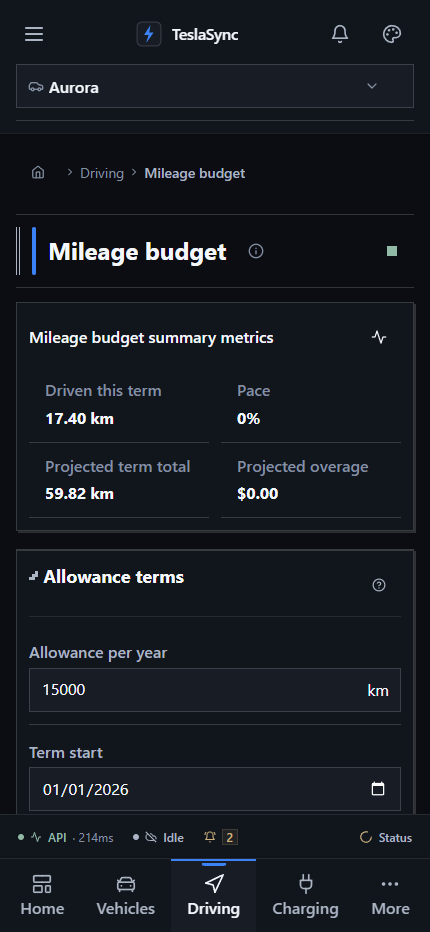 TeslaSync
Aurora
Driving
Mileage budget
Mileage budget
Mileage budget summary metrics
Driven this term
17.40 km
Pace
0%
Projected term total
59.82 km
Projected overage
$0.00
Allowance terms
Allowance per year
15000 km
Term start
01/01/2026
API · 214ms Idle 2 Status
Home Vehicles Driving Charging More